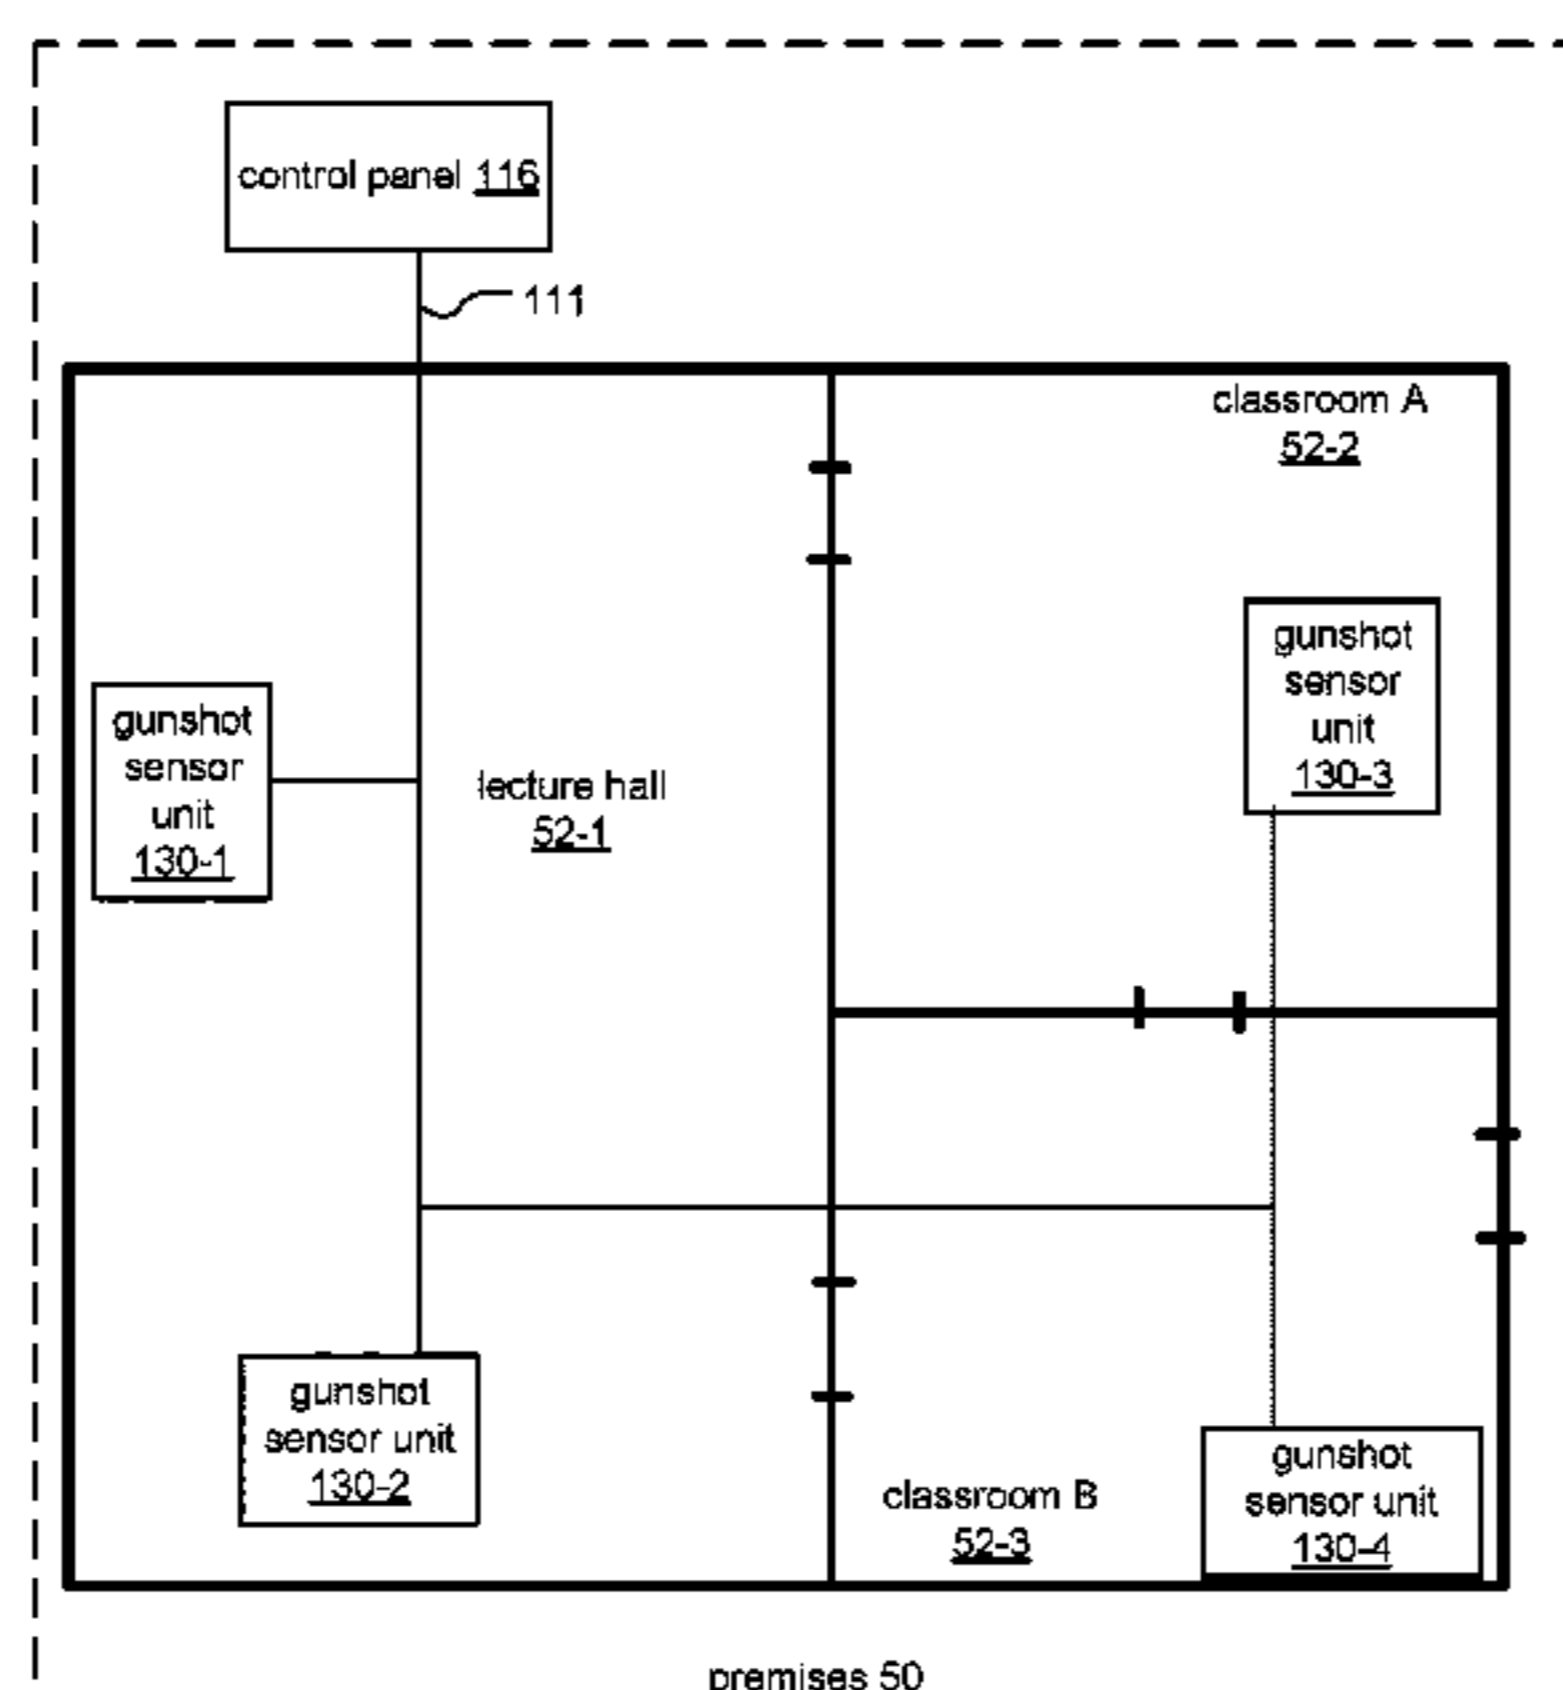 control panel 116
111
classroom A
52-2
gunshot
sensor
unit
130-3
gunshot
sensor
unit
130-1
lecture hall
52-1
gunshot
sensor unit
130-2
classroom B
52-3
gunshot
sensor unit
130-4
premises 50